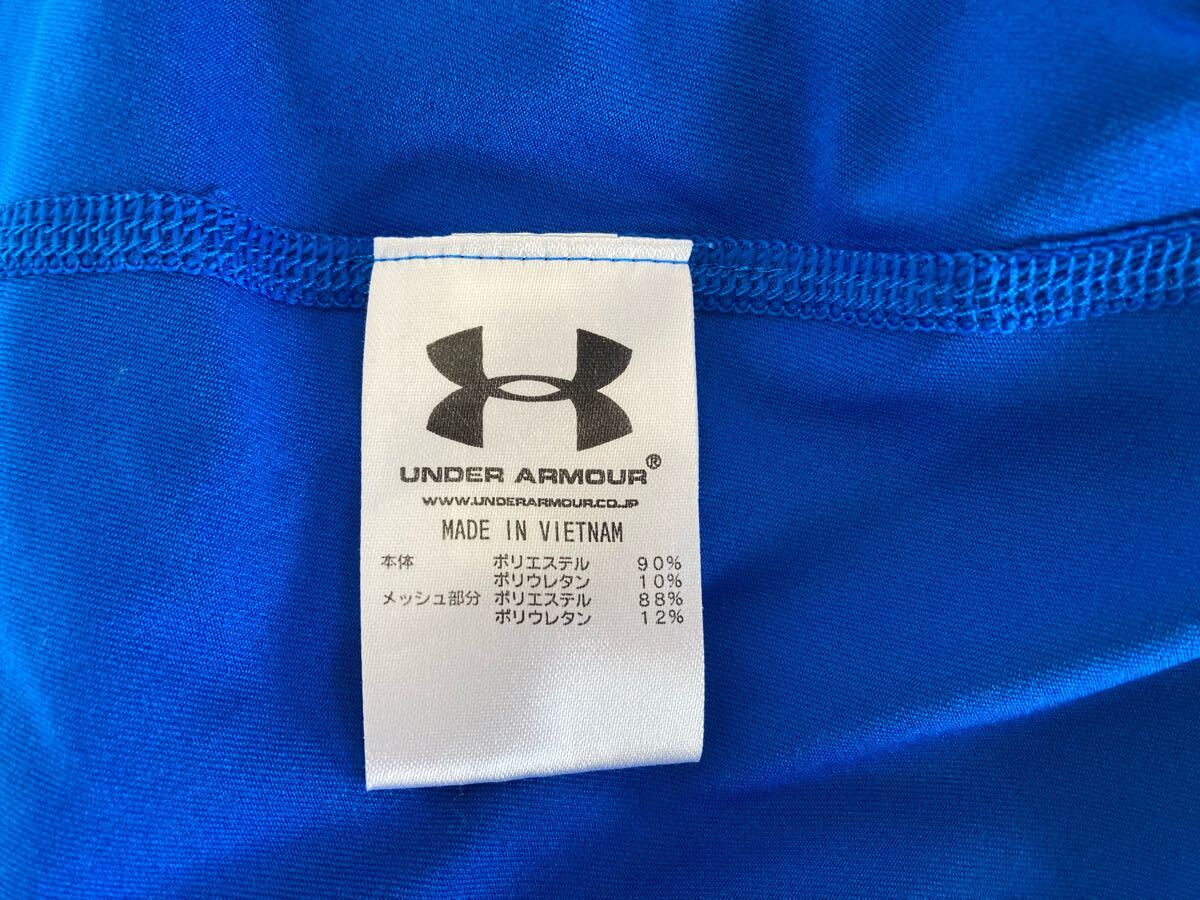 UNDER ARMOUR®
WWW.UNDERARMOUR.CO.JP
MADE IN VIETNAM
本体 ポリエステル 90%
ポリウレタン 10%
メッシュ部分 ポリエステル 88%
ポリウレタン 12%